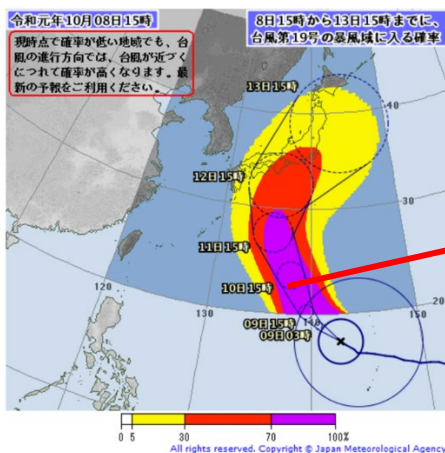 令和元年10月08日15時
8日15時から13日15時までに、
台風第19号の暴風域に入る確率
現時点で確率が低い地域でも、台
風の進行方向では、台風が近づく
につれて確率が高くなります。最
新の予報をご利用ください。
13日15時
40
12日15時
30
11日15時
10日15時
120
20
130
09日15時
09日03時
150
0 5 30 70 100%
All rights reserved. Copyright © Japan Meteorological Agency